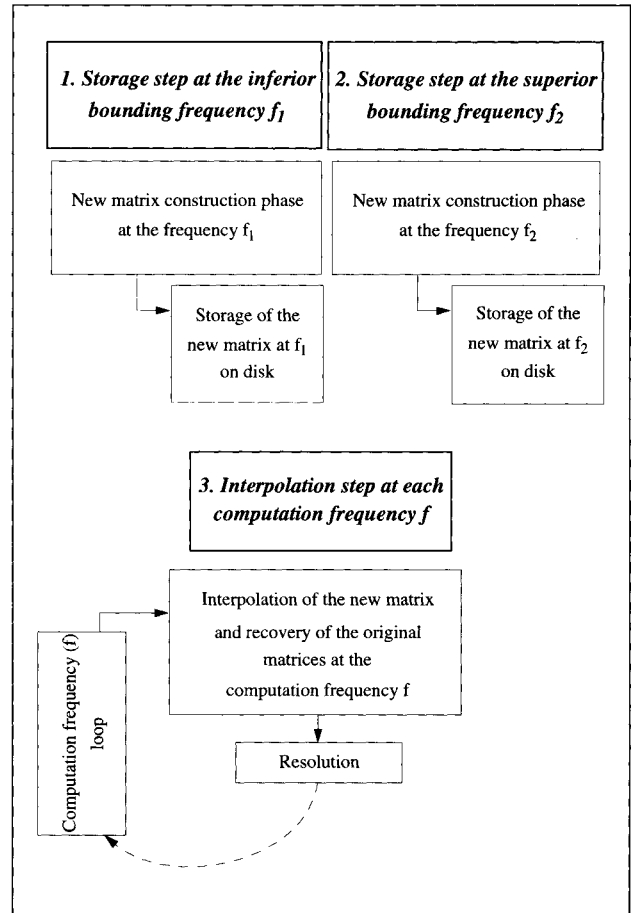 1. Storage step at the inferior
bounding frequency f1
2. Storage step at the superior
bounding frequency f2
New matrix construction phase
at the frequency f1
New matrix construction phase
at the frequency f2
Storage of the
new matrix at f1
on disk
Storage of the
new matrix at f2
on disk
3. Interpolation step at each
computation frequency f
Interpolation of the new matrix
and recovery of the original
matrices at the
computation frequency f
Computation frequency (f)
loop
Resolution